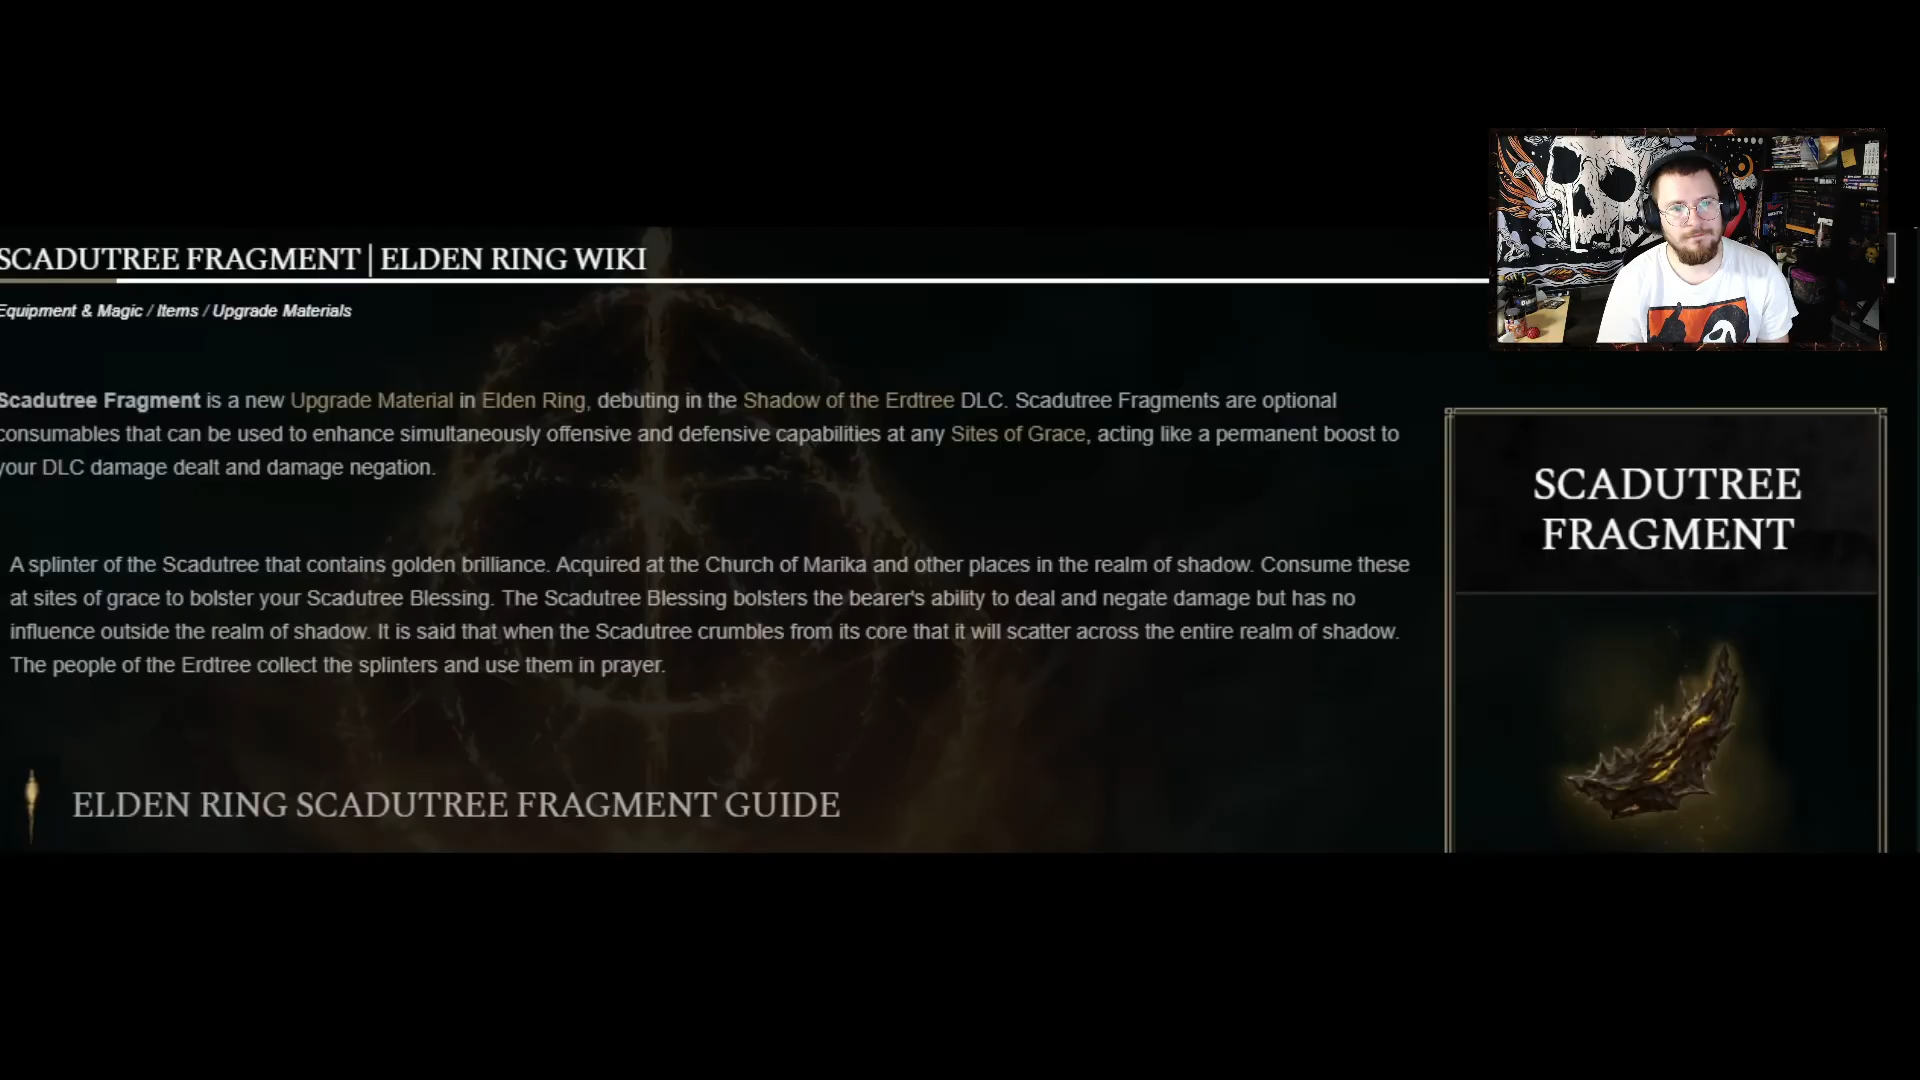 SCADUTREE FRAGMENT | ELDEN RING WIKI
Equipment & Magic / Items / Upgrade Materials
Scadutree Fragment is a new Upgrade Material in Elden Ring, debuting in the Shadow of the Erdtree DLC. Scadutree Fragments are optional
consumables that can be used to enhance simultaneously offensive and defensive capabilities at any Sites of Grace, acting like a permanent boost to
your DLC damage dealt and damage negation.
SCADUTREE
FRAGMENT
A splinter of the Scadutree that contains golden brilliance. Acquired at the Church of Marika and other places in the realm of shadow. Consume these
at sites of grace to bolster your Scadutree Blessing. The Scadutree Blessing bolsters the bearer's ability to deal and negate damage but has no
influence outside the realm of shadow. It is said that when the Scadutree crumbles from its core that it will scatter across the entire realm of shadow.
The people of the Erdtree collect the splinters and use them in prayer.
ELDEN RING SCADUTREE FRAGMENT GUIDE